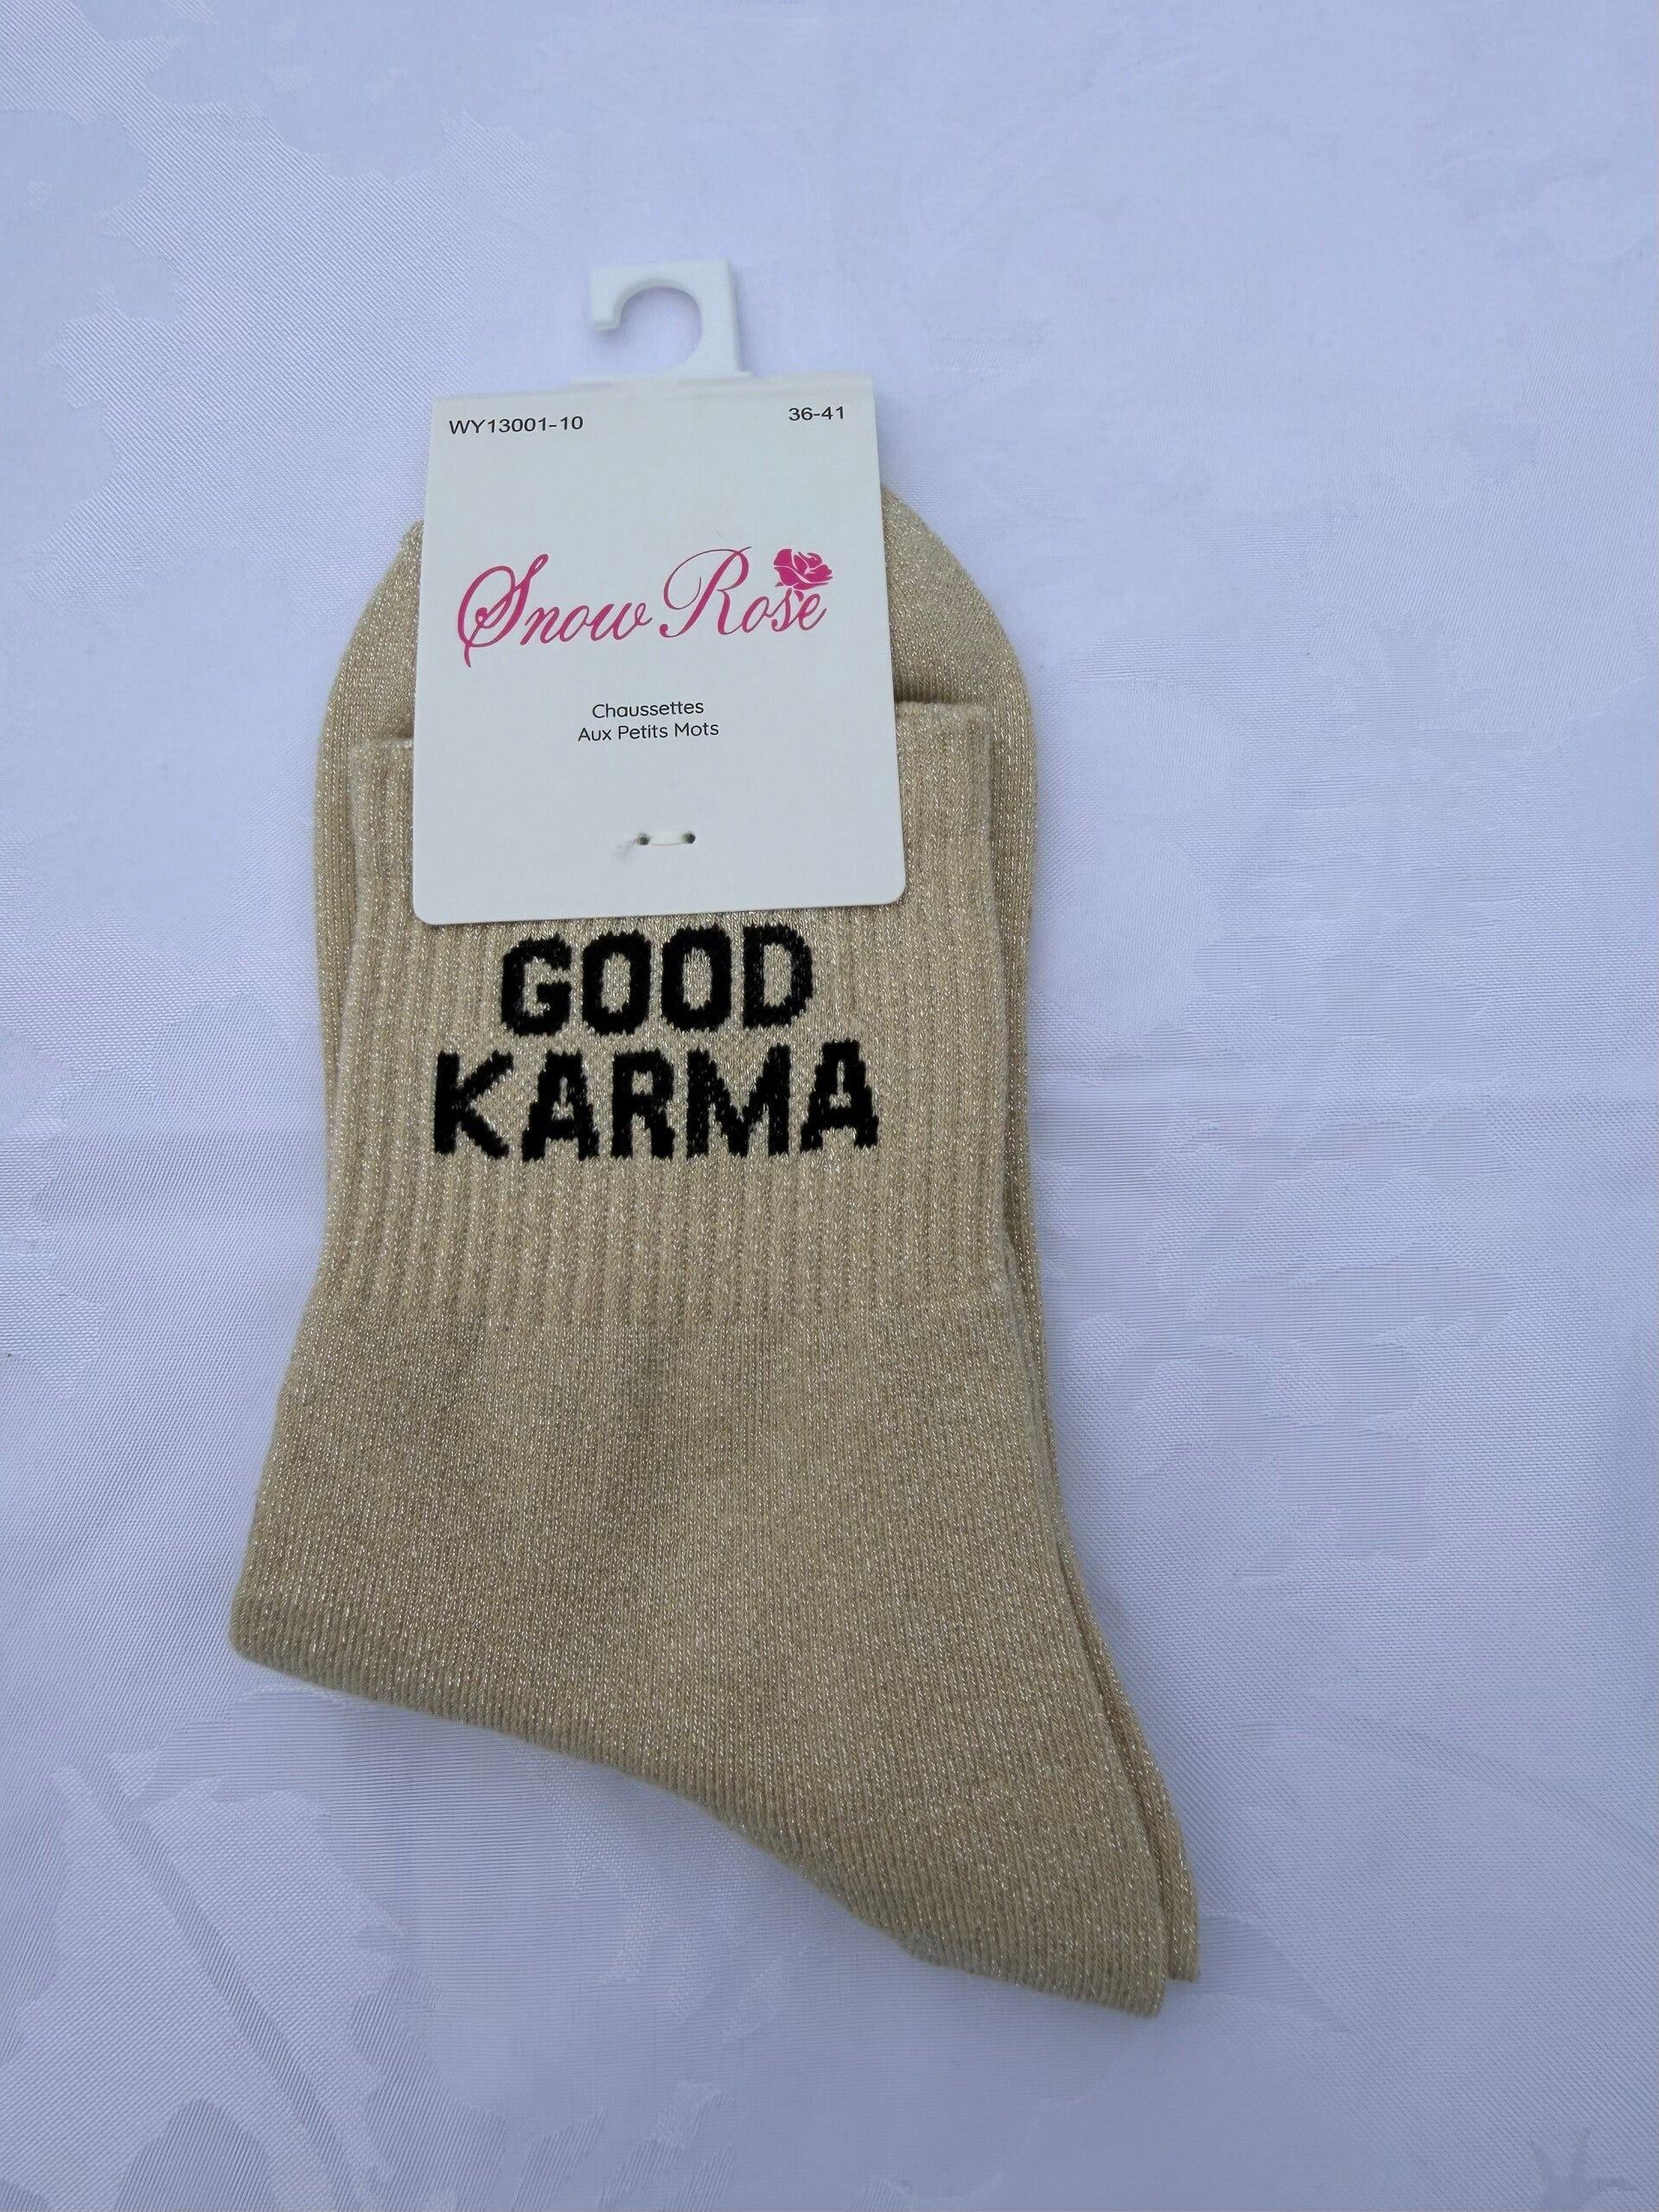 WY13001-10 36-41
Snow Rose
Chaussettes
Aux Petits Mots
GOOD
KARMA